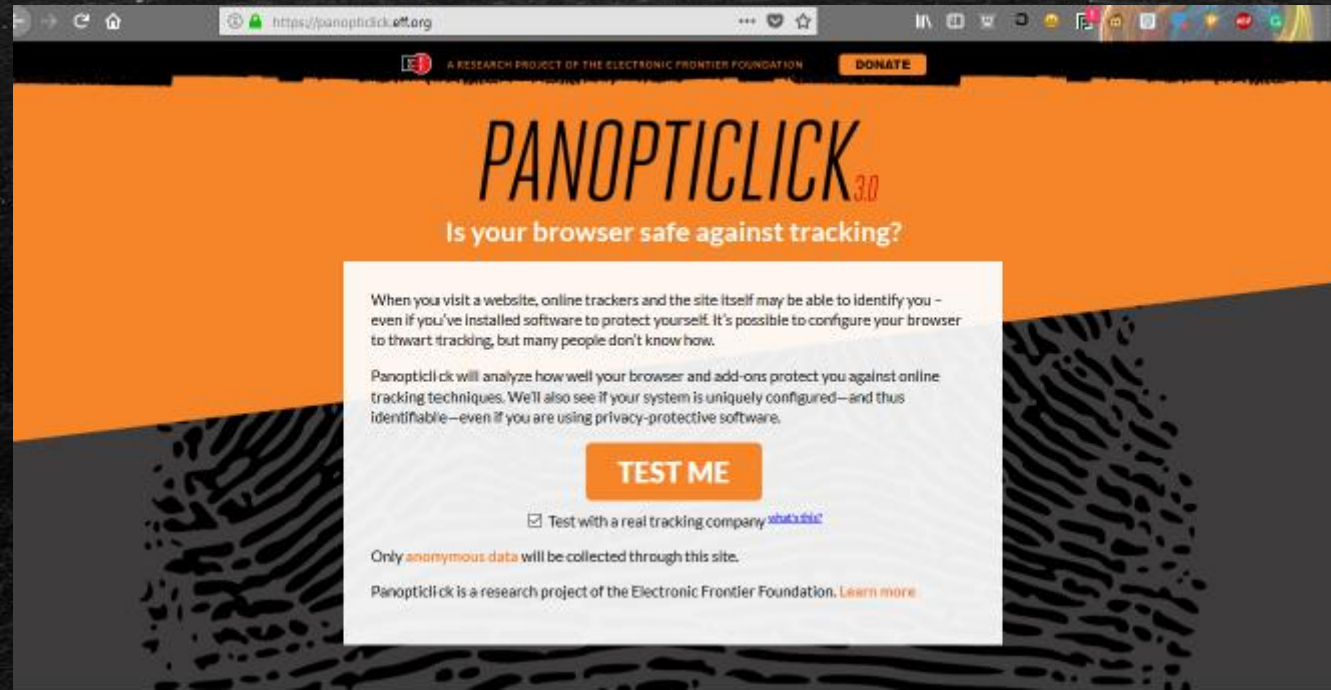 https://panopticlick.eff.org
A RESEARCH PROJECT OF THE ELECTRONIC FRONTIER FOUNDATION
DONATE
PANOPTICLICK 3.0
Is your browser safe against tracking?
When you visit a website, online trackers and the site itself may be able to identify you –
even if you've installed software to protect yourself. It's possible to configure your browser
to thwart tracking, but many people don't know how.
Panopticlick will analyze how well your browser and add-ons protect you against online
tracking techniques. We'll also see if your system is uniquely configured—and thus
identifiable—even if you are using privacy-protective software.
TEST ME
Test with a real tracking company what's this?
Only anonymous data will be collected through this site.
Panopticlick is a research project of the Electronic Frontier Foundation. Learn more